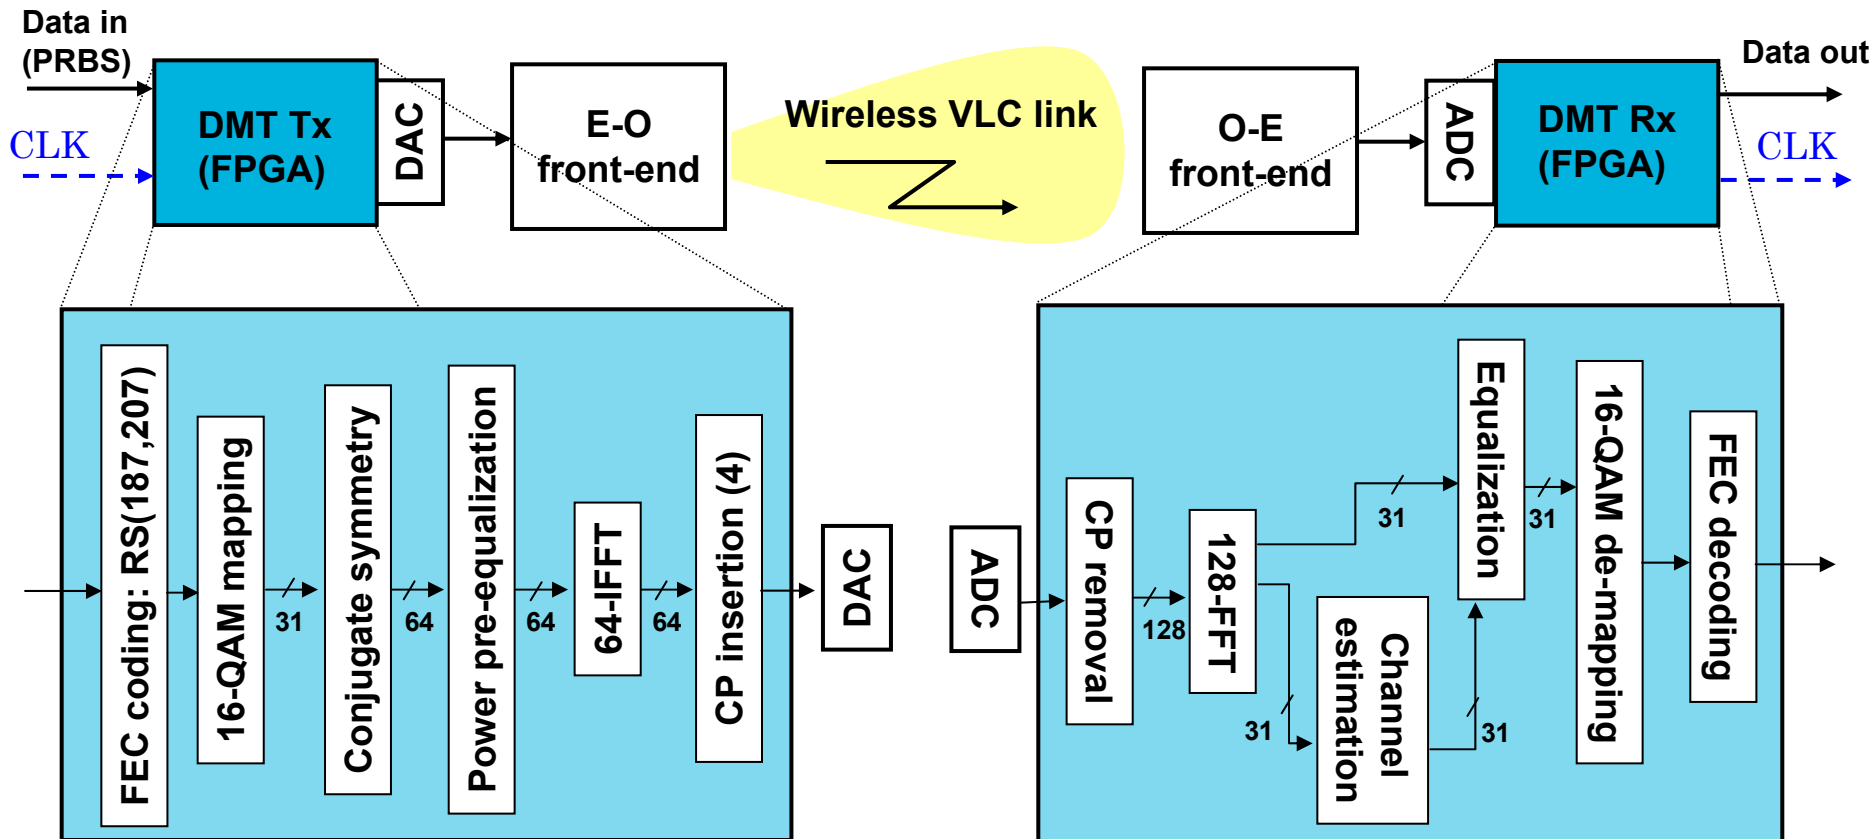 Data in
(PRBS)
CLK
DMT Tx
(FPGA)
DAC
E-O
front-end
Wireless VLC link
O-E
front-end
ADC
DMT Rx
(FPGA)
Data out
CLK
FEC coding: RS(187,207)
16-QAM mapping
31
Conjugate symmetry
64
Power pre-equalization
64
64-IFFT
64
CP insertion (4)
DAC
ADC
CP removal
128
128-FFT
31
31
Channel
estimation
31
Equalization
31
16-QAM de-mapping
FEC decoding